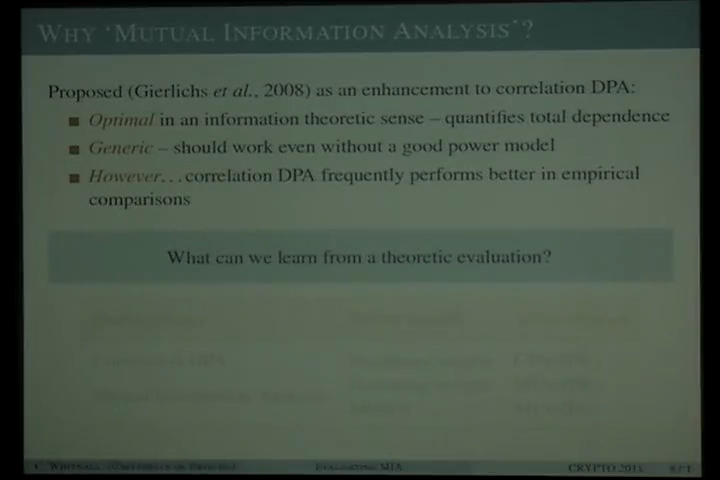 WHY ‘MUTUAL INFORMATION ANALYSIS’?
Proposed (Gierlichs et al., 2008) as an enhancement to correlation DPA:
Optimal in an information theoretic sense – quantifies total dependence
Generic – should work even without a good power model
However... correlation DPA frequently performs better in empirical
comparisons
What can we learn from a theoretic evaluation?
EVALUATING MIA
CRYPTO 2011